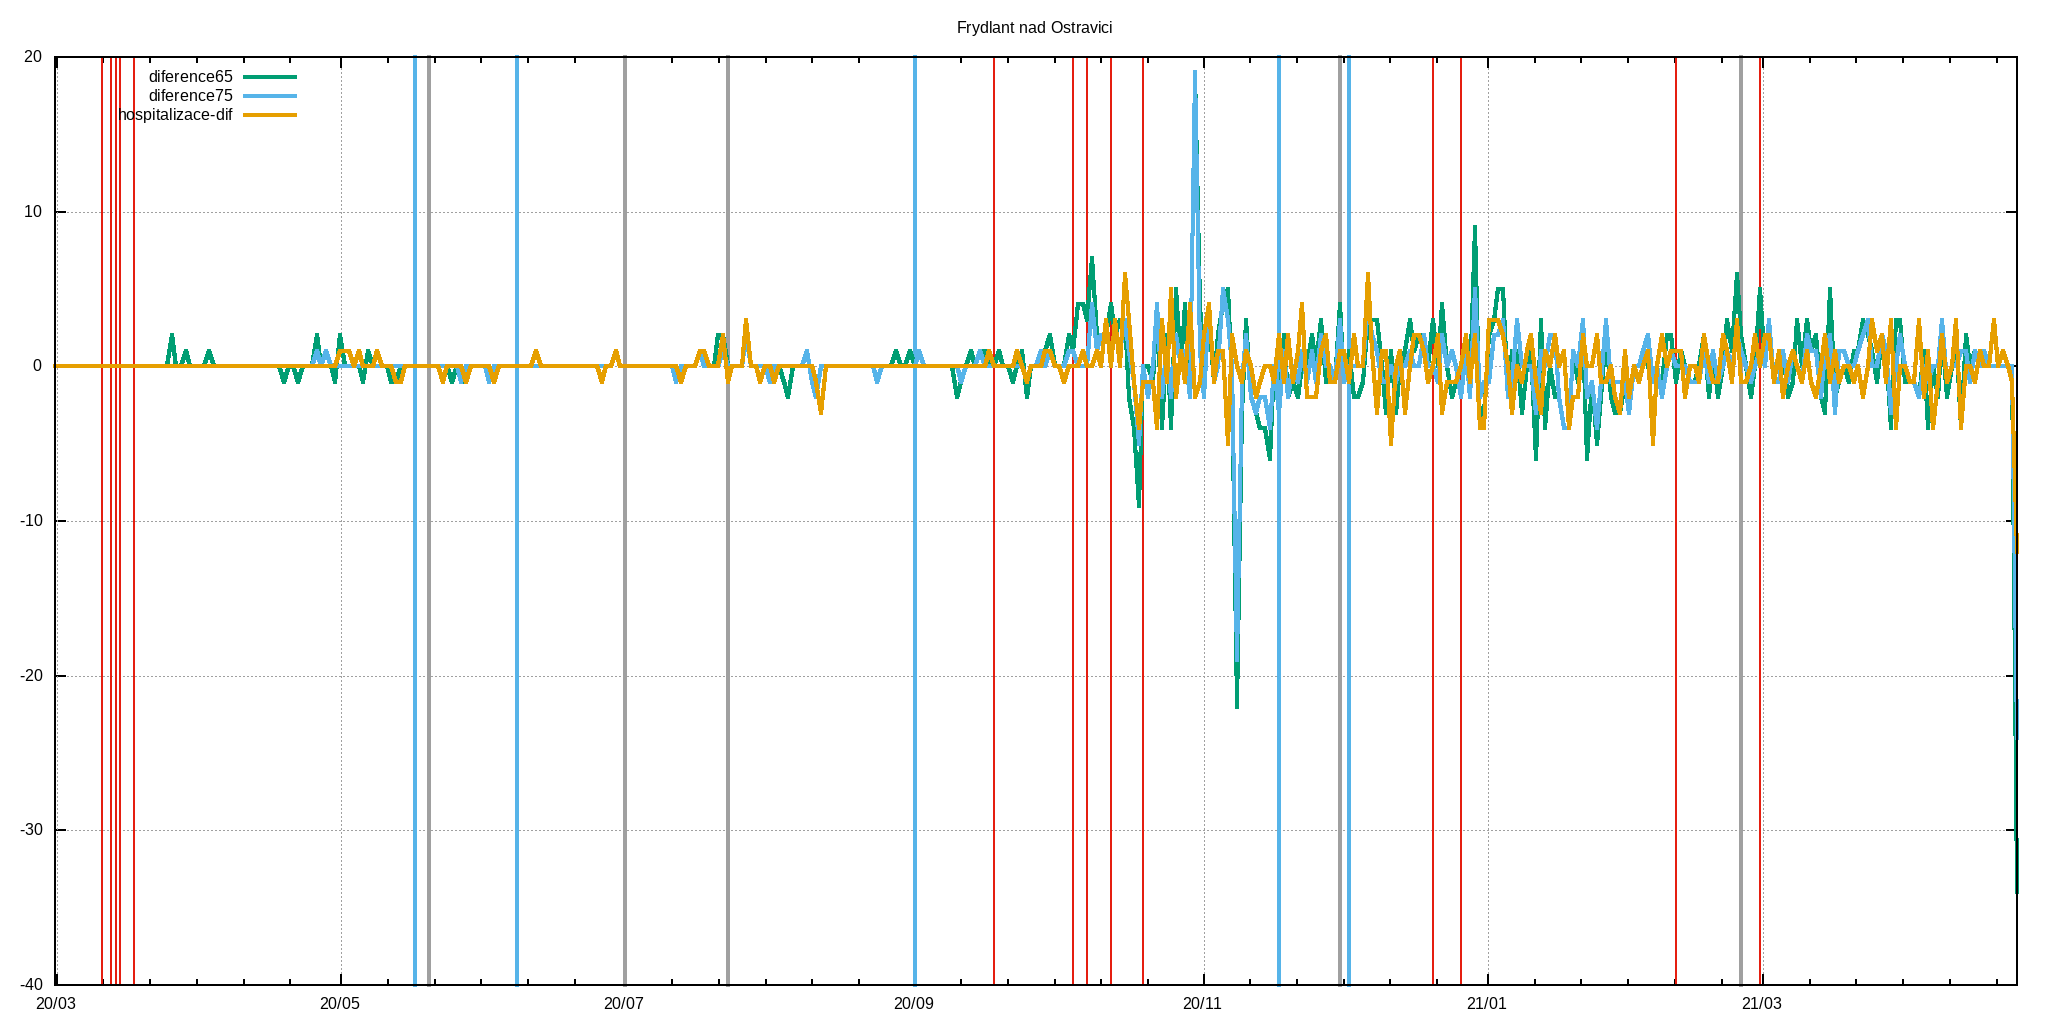 Frydlant nad Ostravici
20
diference65
diference75
hospitalizace-dif
10
0
-10
-20
-30
-40
20/03 20/05 20/07 20/09 20/11 21/01 21/03